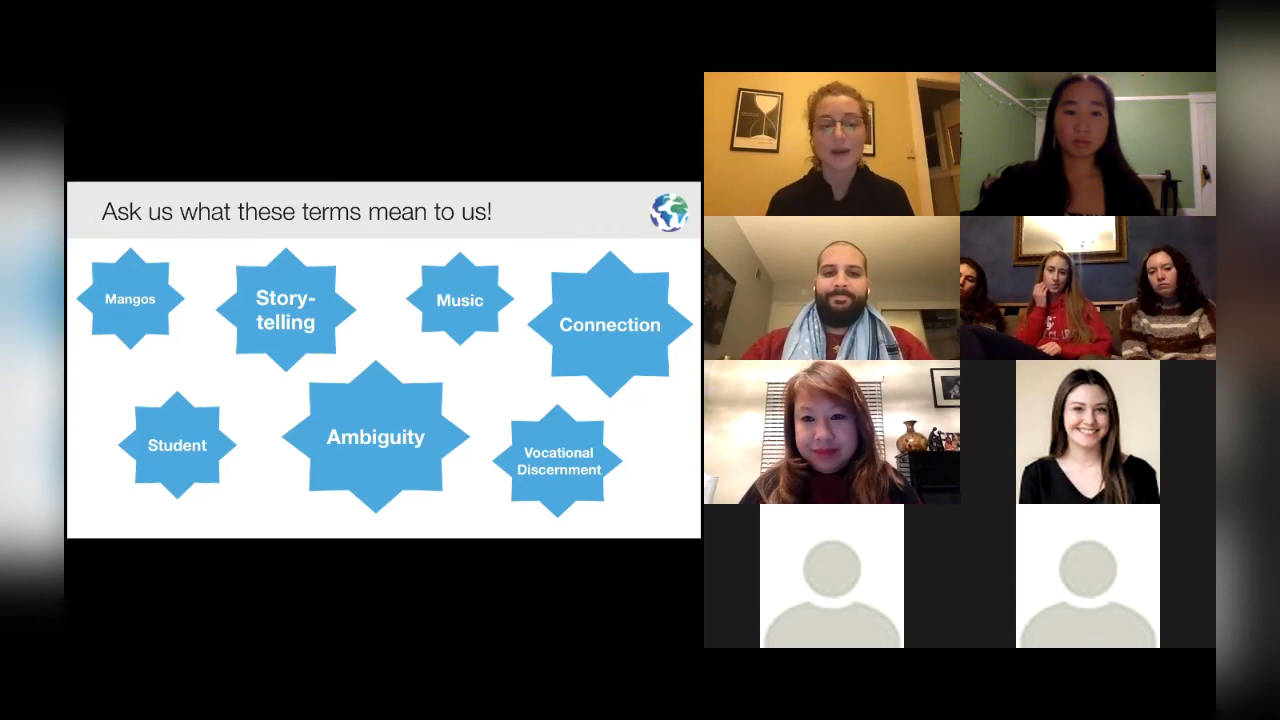 Ask us what these terms mean to us!
Mangos
Story-
telling
Music
Connection
Student
Ambiguity
Vocational
Discernment